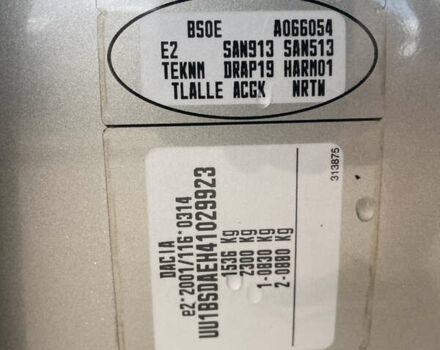 BS0E A066054
E2 SAN913 SAN513
TEKNM DRAP19 HARM01
TLALLE ACGK NRTW
DACIA
e2*2001/116*0314
UU1BSDAEH41029923
1536 Kg
2300 Kg
1-0830 Kg
2-0880 Kg
313875